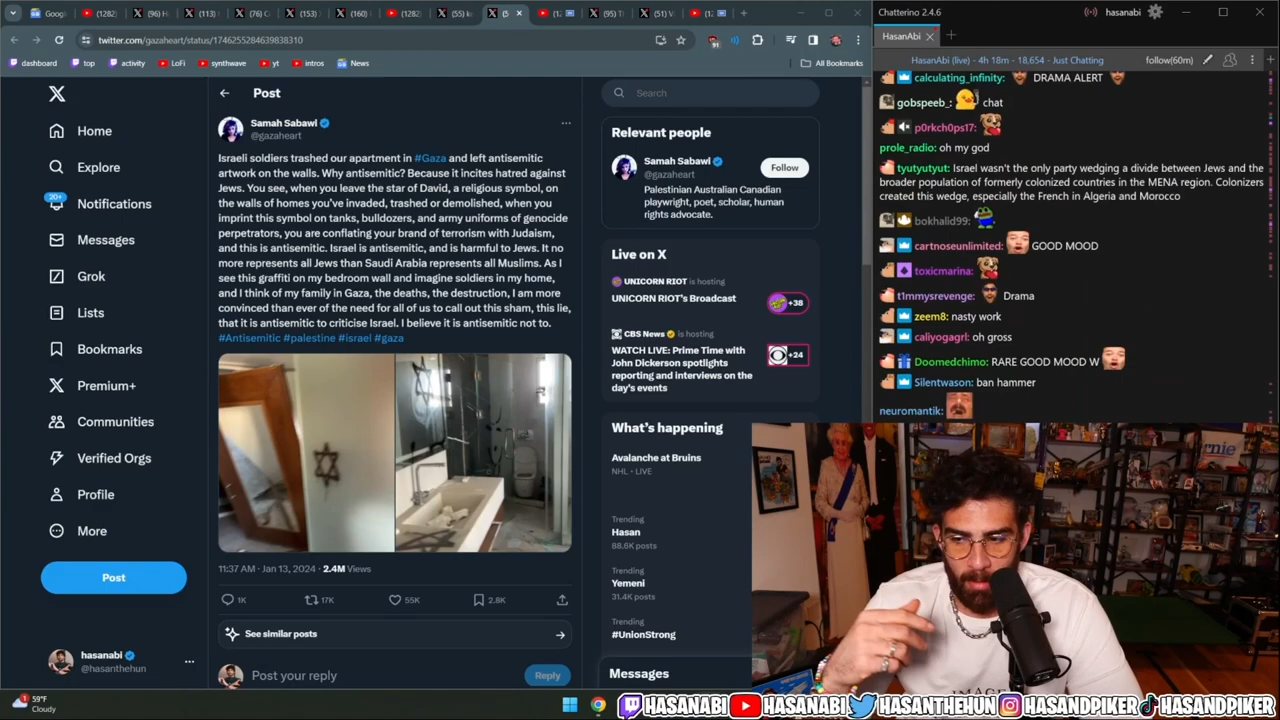 Chatterino 2.4.6
hasanabi
HasanAbi
twitter.com/gazaheart/status/1746255284639838310
dashboard
top
activity
LoFi
synthwave
yt
intros
News
All Bookmarks
HasanAbi (live) - 4h 18m - 18,654 - Just Chatting
follow(60m)
Home
Explore
20+
Notifications
Messages
Grok
Lists
Bookmarks
Premium+
Communities
Verified Orgs
Profile
More
Post
hasanabi
@hasanthehun
Post
Samah Sabawi
@gazaheart
Israeli soldiers trashed our apartment in #Gaza and left antisemitic
artwork on the walls. Why antisemitic? Because it incites hatred against
Jews. You see, when you leave the star of David, a religious symbol, on
the walls of homes you've invaded, trashed or demolished, when you
imprint this symbol on tanks, bulldozers, and army uniforms of genocide
perpetrators, you are conflating your brand of terrorism with Judaism,
and this is antisemitic. Israel is antisemitic, and is harmful to Jews. It no
more represents all Jews than Saudi Arabia represents all Muslims. As I
see this graffiti on my bedroom wall and imagine soldiers in my home,
and I think of my family in Gaza, the deaths, the destruction, I am more
convinced than ever of the need for all of us to call out this sham, this lie,
that it is antisemitic to criticise Israel. I believe it is antisemitic not to.
#Antisemitic #palestine #israel #gaza
11:37 AM · Jan 13, 2024 · 2.4M Views
1K
17K
55K
2.8K
See similar posts
Post your reply
Reply
Search
Relevant people
Samah Sabawi
@gazaheart
Follow
Palestinian Australian Canadian
playwright, poet, scholar, human
rights advocate.
Live on X
UNICORN RIOT is hosting
UNICORN RIOT's Broadcast
+38
CBS News is hosting
WATCH LIVE: Prime Time with
John Dickerson spotlights
reporting and interviews on the
day's events
+24
What's happening
Avalanche at Bruins
NHL · LIVE
Trending
Hasan
88.6K posts
Trending
Yemeni
31.4K posts
Trending
#UnionStrong
Messages
calculating_infinity: DRAMA ALERT
gobspeeb_: chat
p0rkch0ps17:
prole_radio: oh my god
tyutyutyut: Israel wasn't the only party wedging a divide between Jews and the
broader population of formerly colonized countries in the MENA region. Colonizers
created this wedge, especially the French in Algeria and Morocco
bokhalid99:
cartnoseunlimited: GOOD MOOD
toxicmarina:
t1mmysrevenge: Drama
zeem8: nasty work
caliyogagrl: oh gross
Doomedchimo: RARE GOOD MOOD W
Silentwason: ban hammer
neuromantik:
59°F
Cloudy
HASANABI HASANABI HASANTHEHUN HASANDPIKER HASANDPIKER